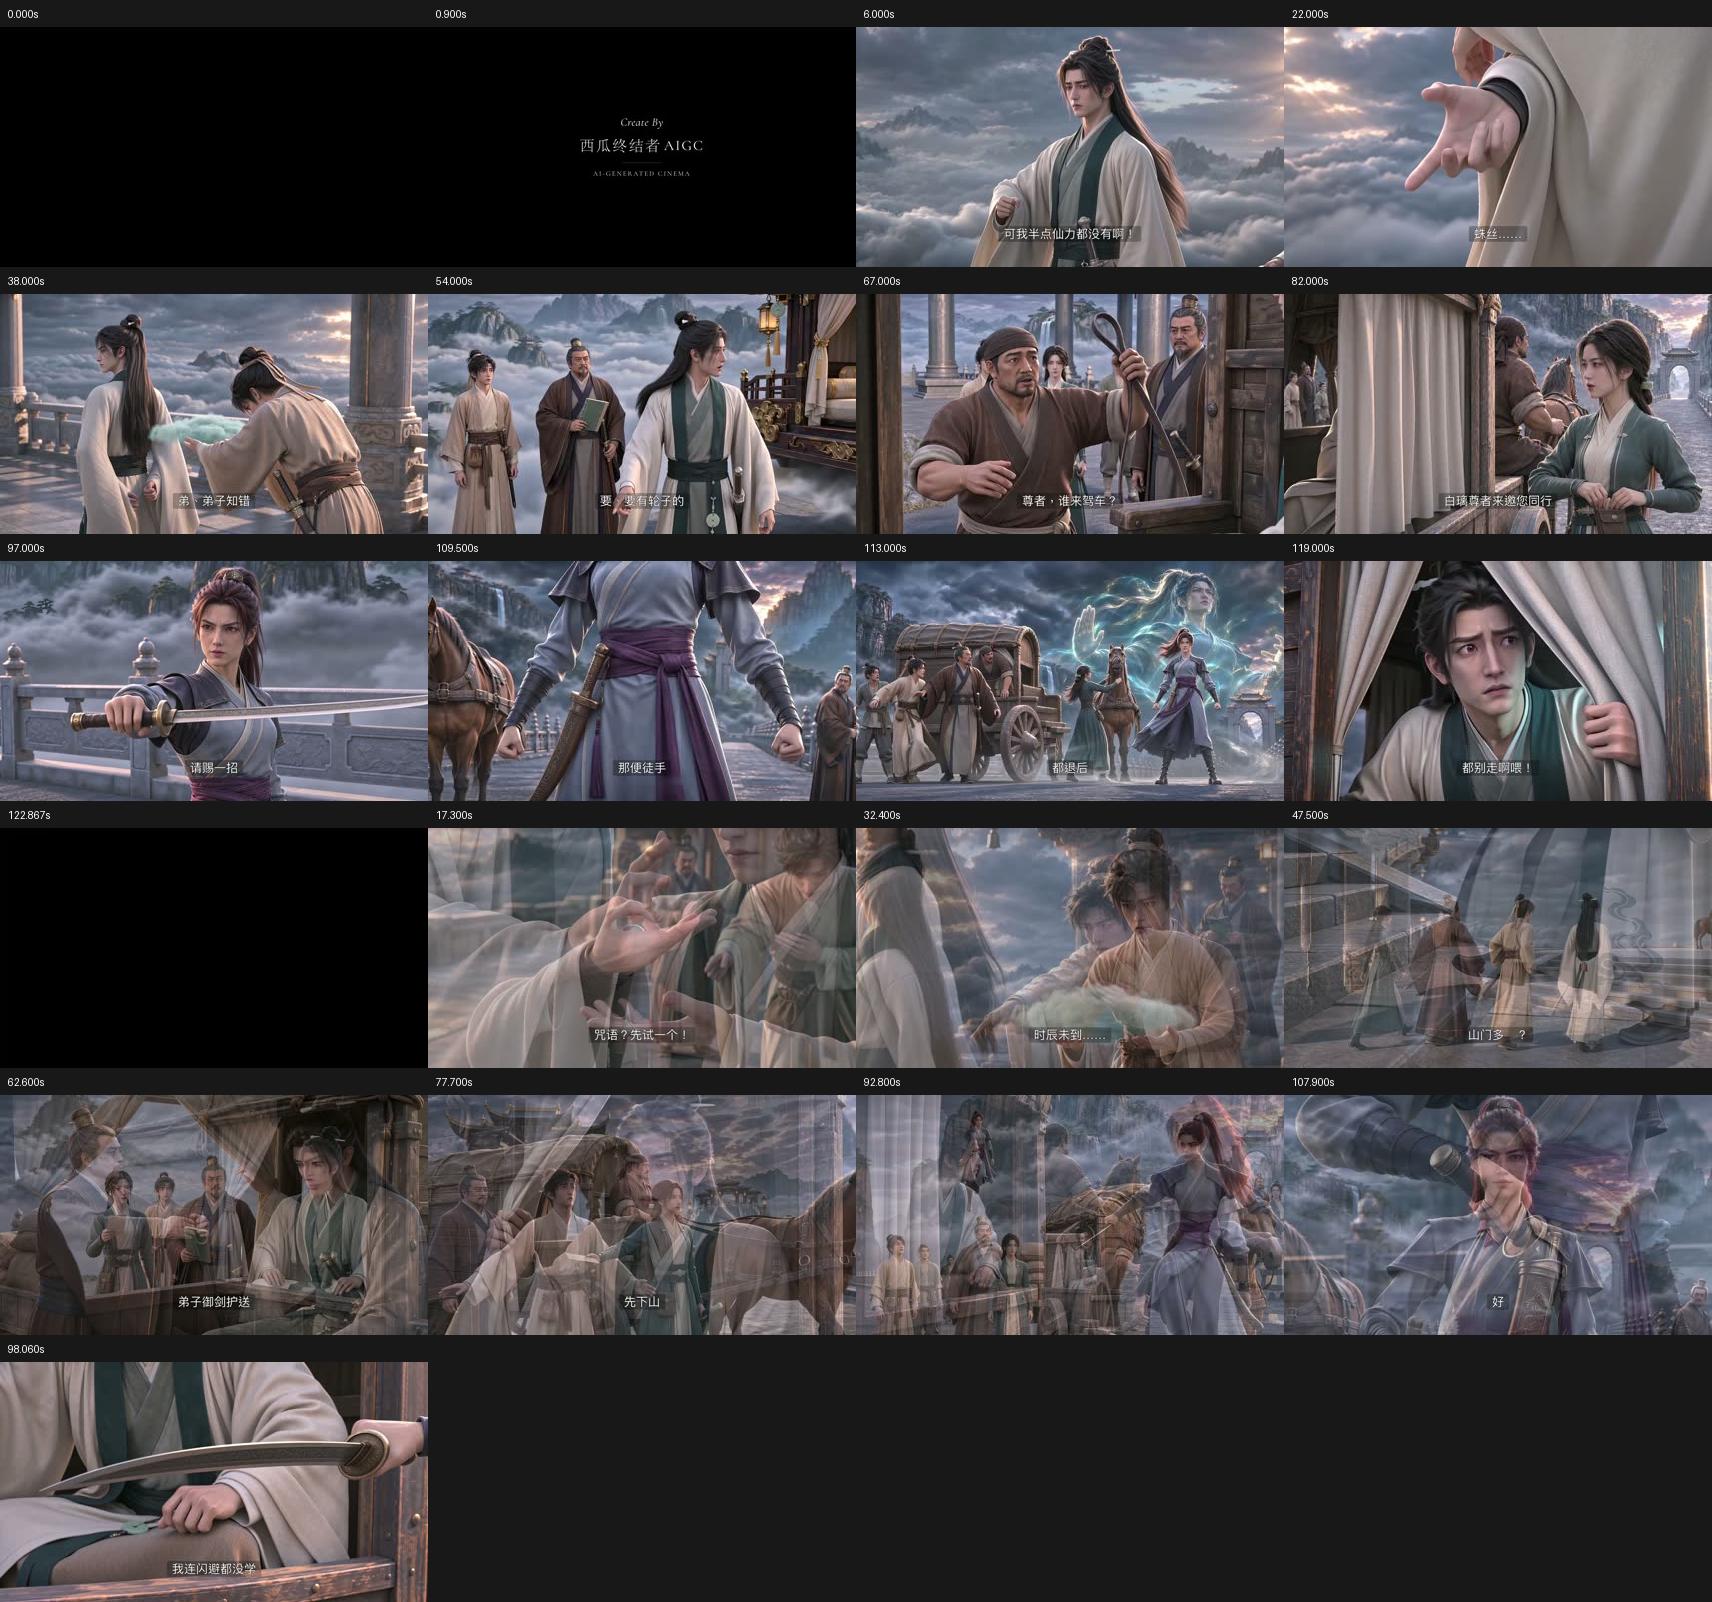 0.000s
0.900s
6.000s
22.000s
Create By
西瓜终结者 AIGC
AI-GENERATED CINEMA
可我半点仙力都没有啊！
铢丝……
38.000s
54.000s
67.000s
82.000s
弟、弟子知错
要、要有轮子的
尊者，谁来驾车？
白璃尊者来邀您同行
97.000s
109.500s
113.000s
119.000s
请赐一招
那便徒手
都退后
都别走啊喂！
122.867s
17.300s
32.400s
47.500s
咒语？先试一个！
时辰未到……
山门多 ？
62.600s
77.700s
92.800s
107.900s
弟子御剑护送
先下山
好
98.060s
我连闪避都没学